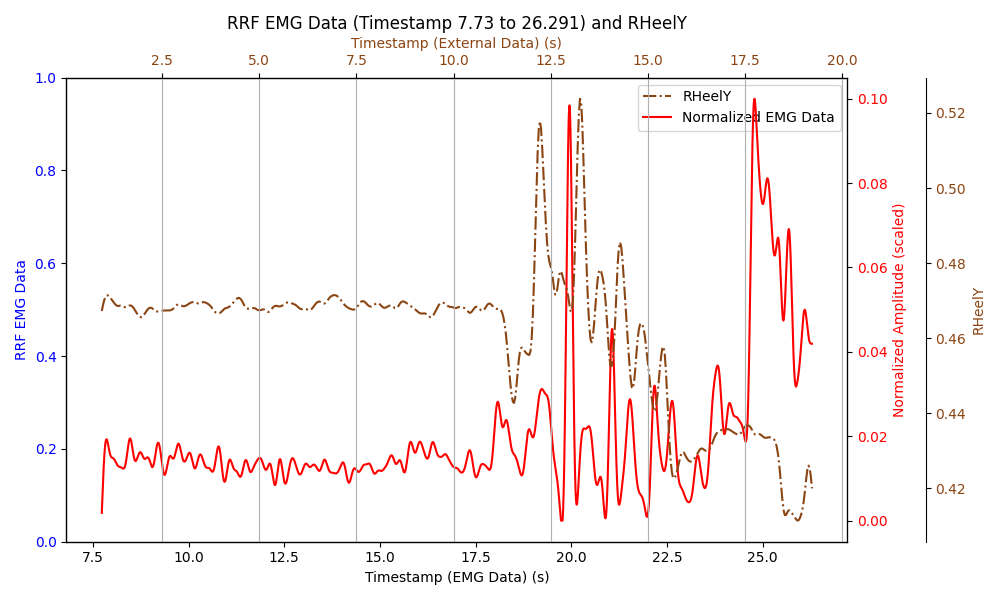 RRF EMG Data (Timestamp 7.73 to 26.291) and RHeelY
Timestamp (External Data) (s)
2.5 5.0 7.5 10.0 12.5 15.0 17.5 20.0
RHeelY
Normalized EMG Data
1.0
0.8
0.6
0.4
0.2
0.0
RRF EMG Data
0.10
0.08
0.06
0.04
0.02
0.00
Normalized Amplitude (scaled)
0.52
0.50
0.48
0.46
0.44
0.42
RHeelY
7.5 10.0 12.5 15.0 17.5 20.0 22.5 25.0
Timestamp (EMG Data) (s)